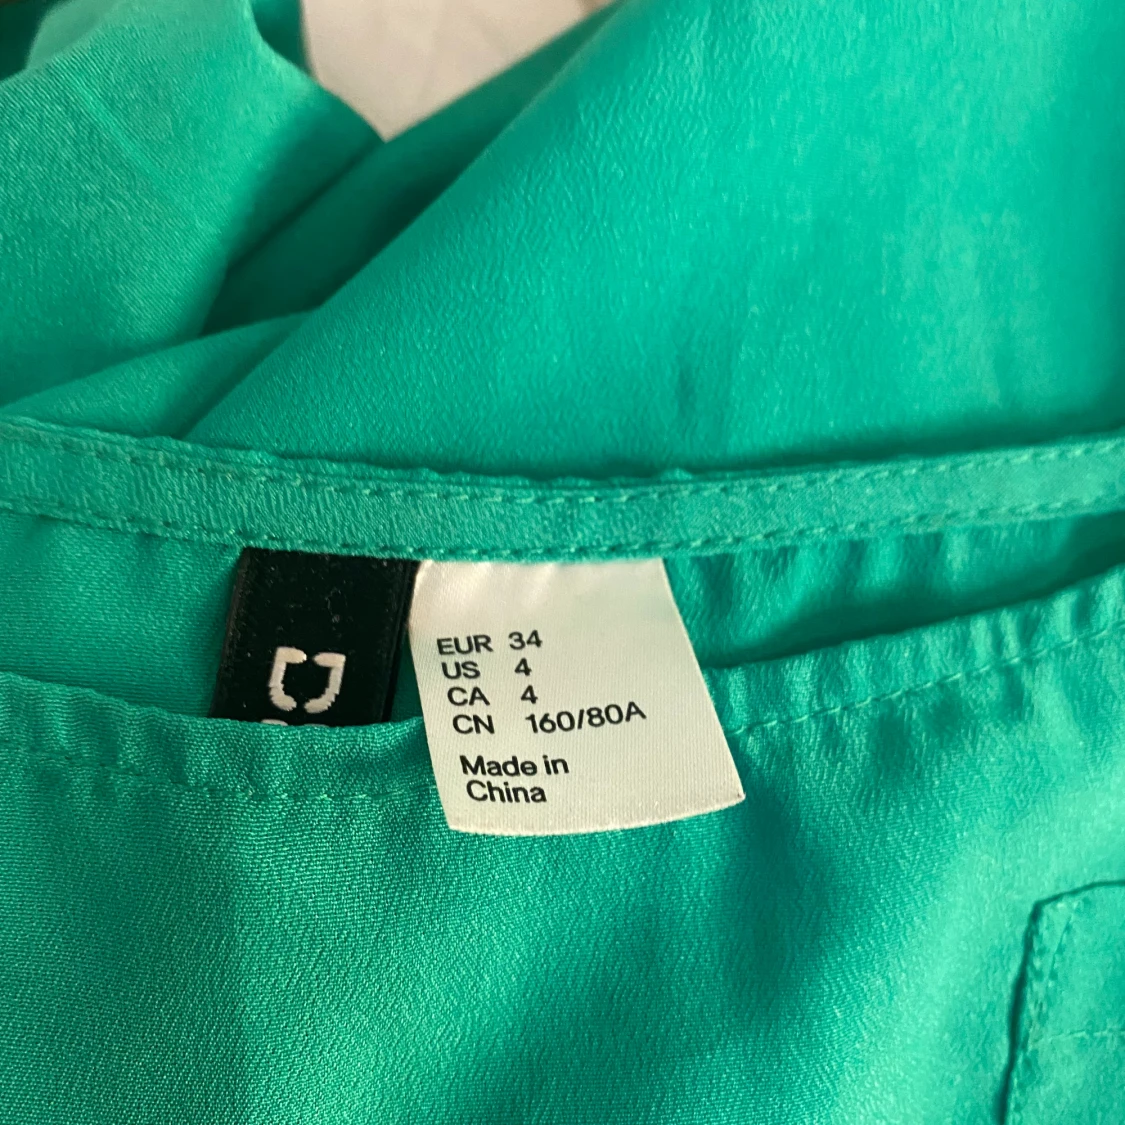 EUR 34
US 4
CA 4
CN 160/80A
Made in
China